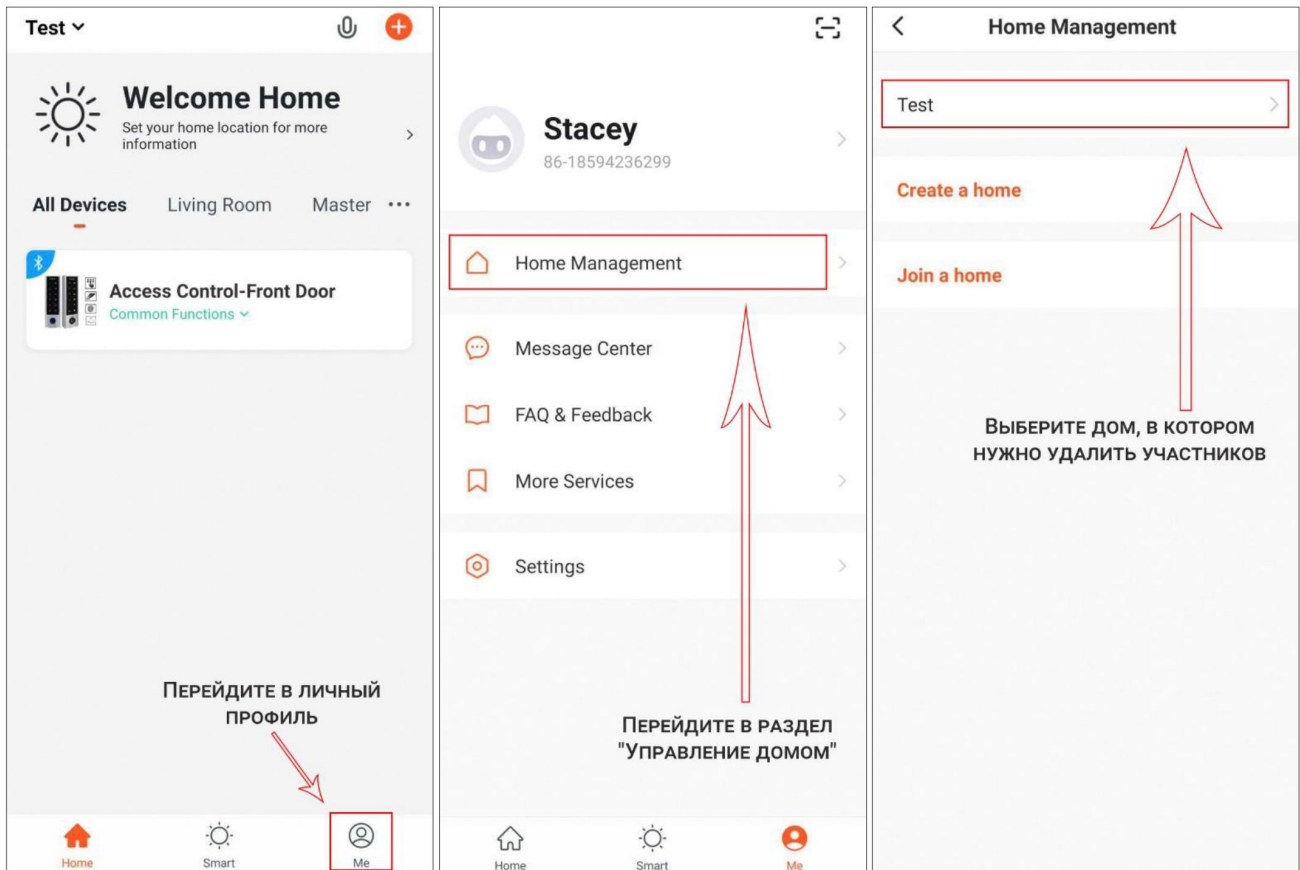 Test
Welcome Home
Set your home location for more
information
All Devices Living Room Master
Access Control-Front Door
Common Functions
ПЕРЕЙДИТЕ В ЛИЧНЫЙ
ПРОФИЛЬ
Home Smart Me
Stacey
86-18594236299
Home Management
Message Center
FAQ & Feedback
More Services
Settings
ПЕРЕЙДИТЕ В РАЗДЕЛ
"УПРАВЛЕНИЕ ДОМОМ"
Home Smart Me
Home Management
Test
Create a home
Join a home
ВЫБЕРИТЕ ДОМ, В КОТОРОМ
НУЖНО УДАЛИТЬ УЧАСТНИКОВ